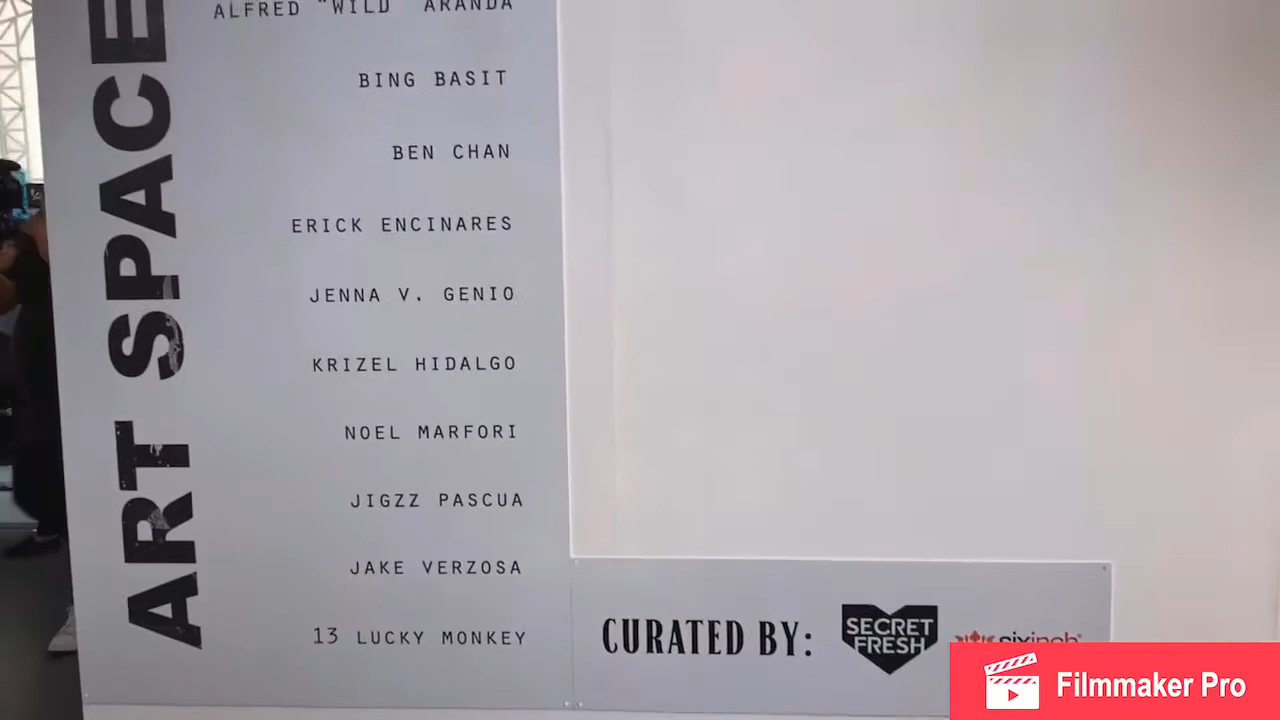 ART SPACE
ALFRED "WILD" ARANDA
BING BASIT
BEN CHAN
ERICK ENCINARES
JENNA V. GENIO
KRIZEL HIDALGO
NOEL MARFORI
JIGZZ PASCUA
JAKE VERZOSA
13 LUCKY MONKEY
CURATED BY:
SECRET
FRESH
sixinch
Filmmaker Pro